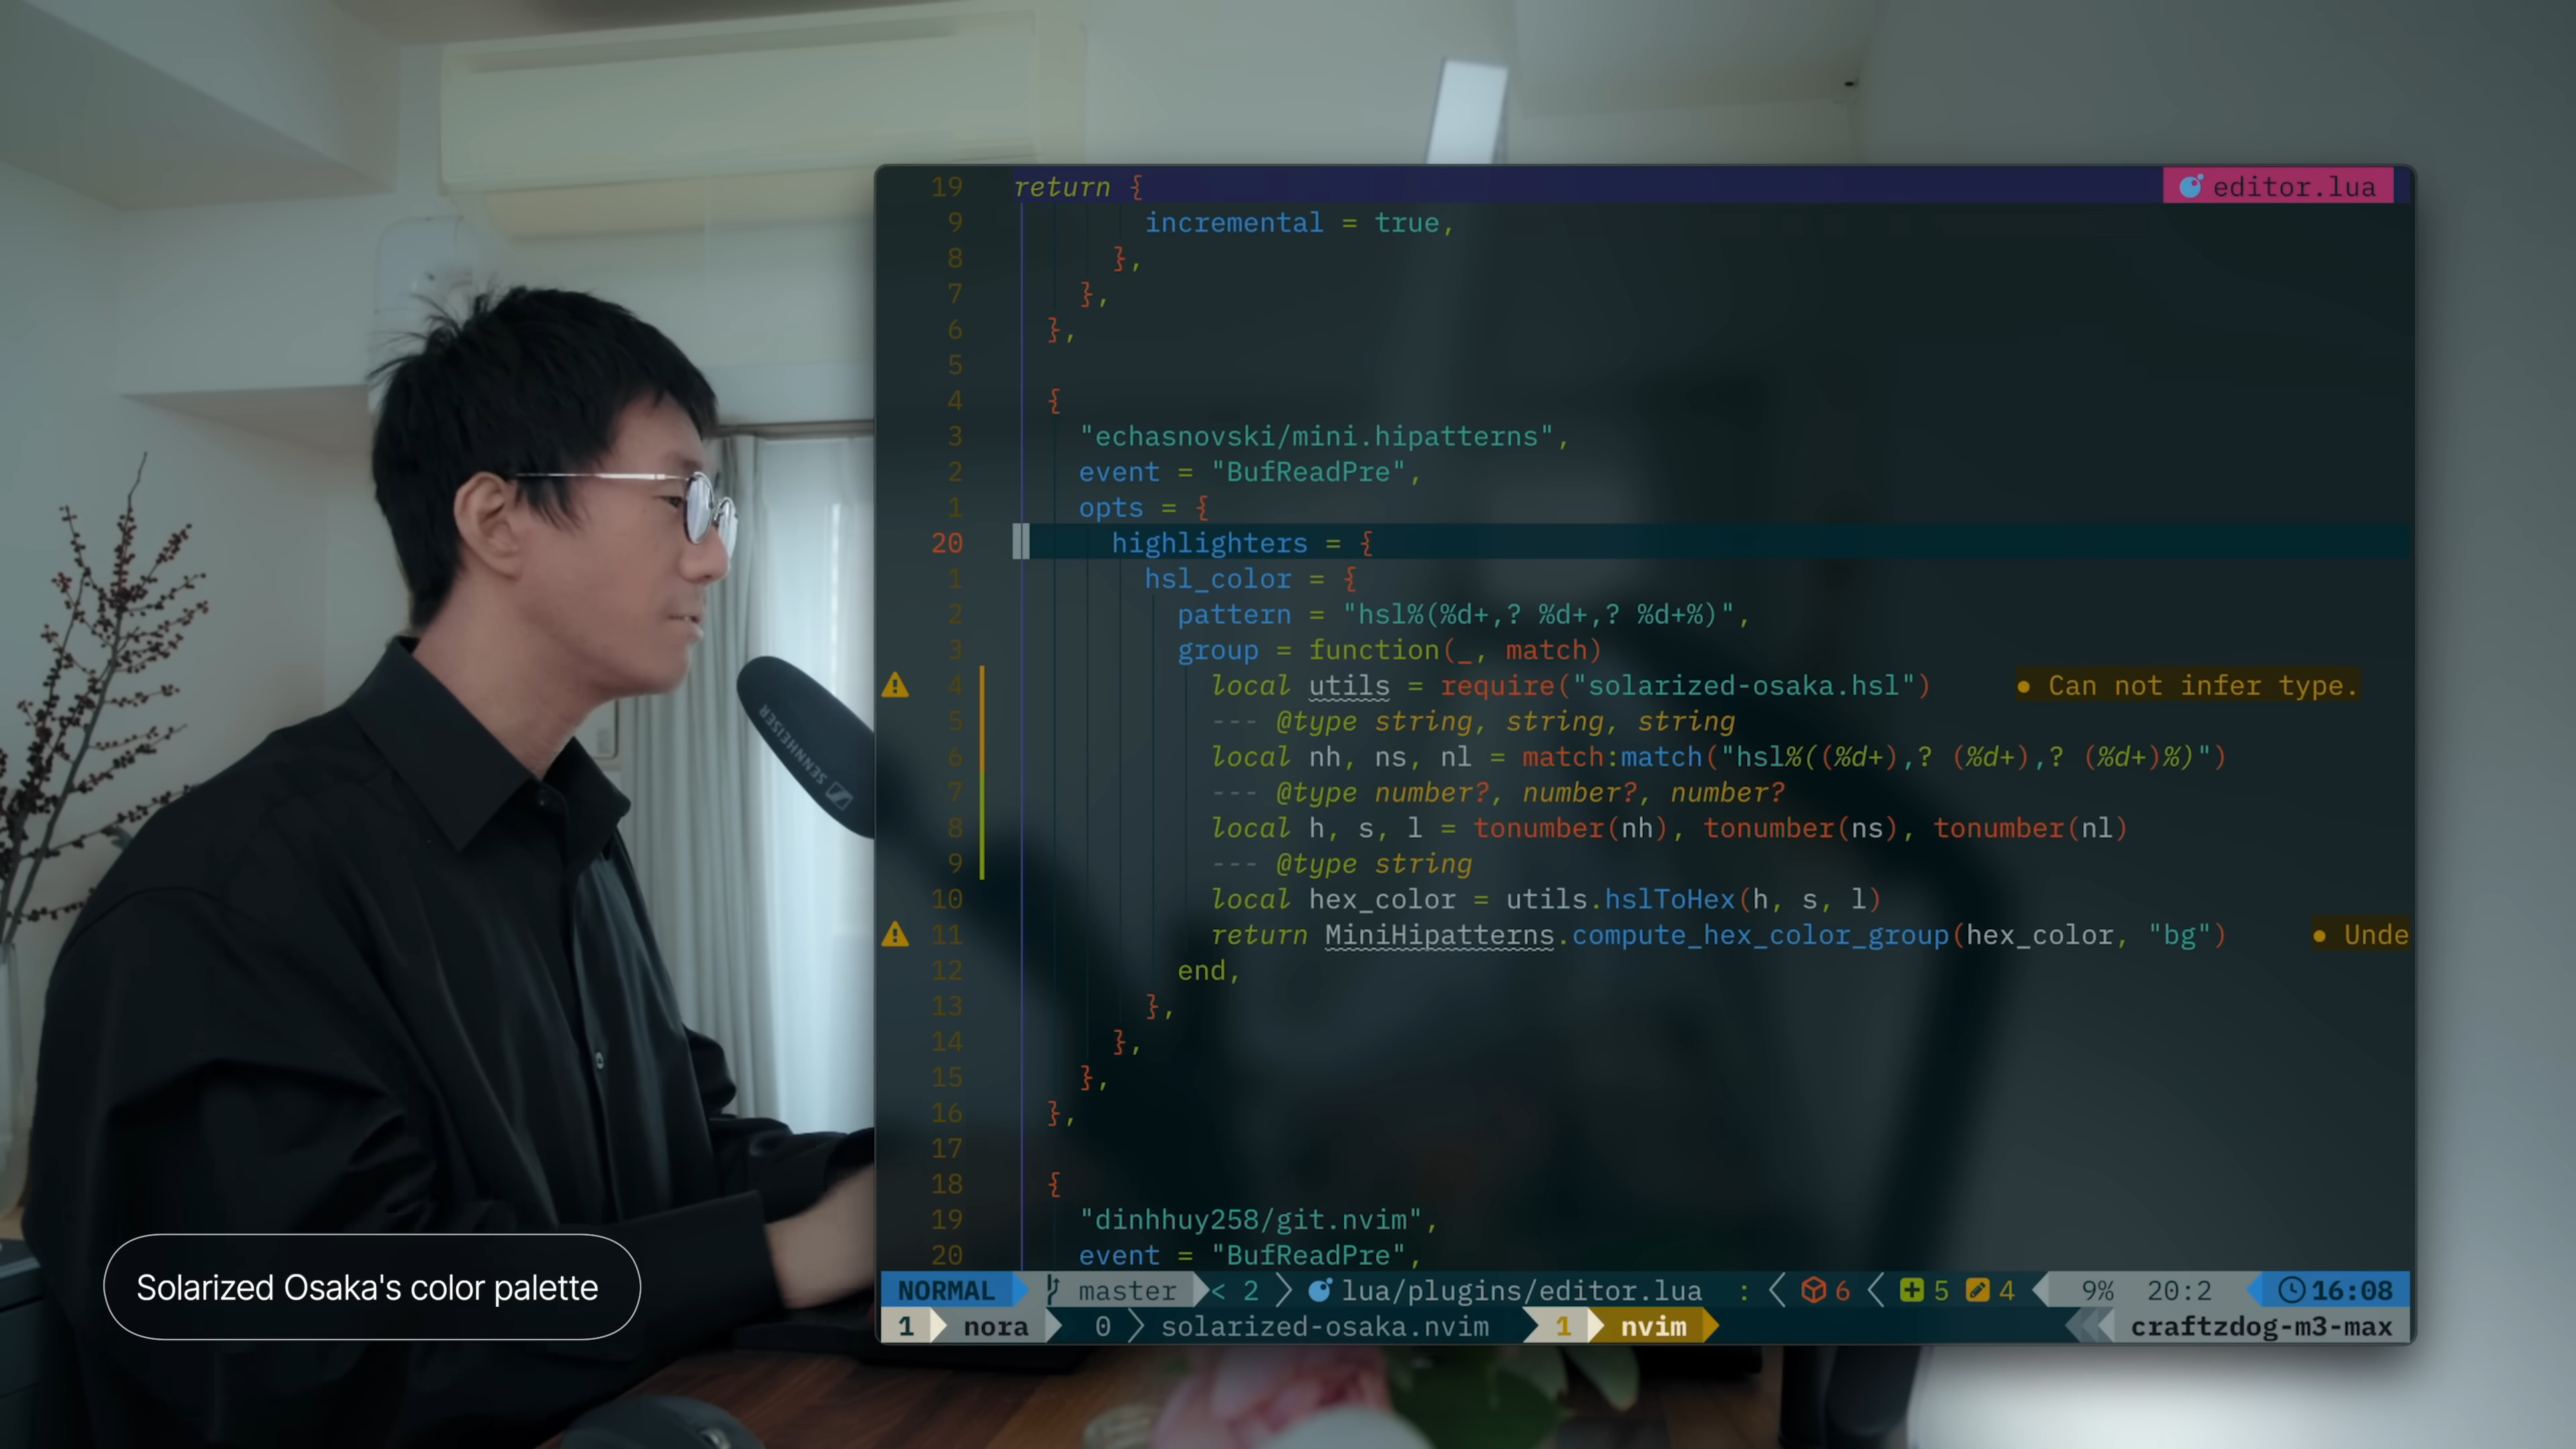 19 return { editor.lua
9 incremental = true,
8 },
7 },
6 },
5
4 {
3 "echasnovski/mini.hipatterns",
2 event = "BufReadPre",
1 opts = {
20 highlighters = {
1 hsl_color = {
2 pattern = "hsl%(%d+,? %d+,? %d+%)",
3 group = function(_, match)
4 local utils = require("solarized-osaka.hsl") ● Can not infer type.
5 --- @type string, string, string
6 local nh, ns, nl = match:match("hsl%((%d+),? (%d+),? (%d+)%)")
7 --- @type number?, number?, number?
8 local h, s, l = tonumber(nh), tonumber(ns), tonumber(nl)
9 --- @type string
10 local hex_color = utils.hslToHex(h, s, l)
11 return MiniHipatterns.compute_hex_color_group(hex_color, "bg") ● Unde
12 end,
13 },
14 },
15 },
16 },
17
18 {
19 "dinhhuy258/git.nvim",
20 event = "BufReadPre",
NORMAL master < 2 lua/plugins/editor.lua : 6 5 4 9% 20:2 16:08
1 nora 0 solarized-osaka.nvim 1 nvim craftzdog-m3-max
SENNHEISER
Solarized Osaka's color palette